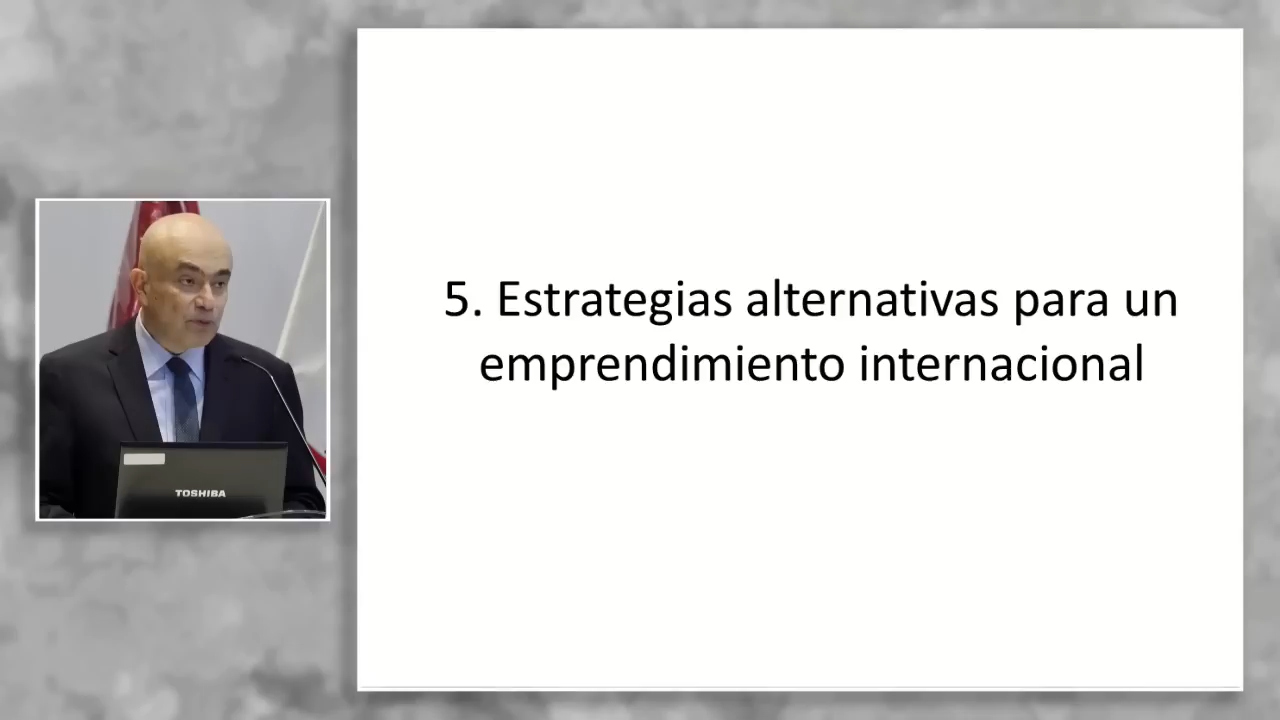 5. Estrategias alternativas para un
emprendimiento internacional
TOSHIBA